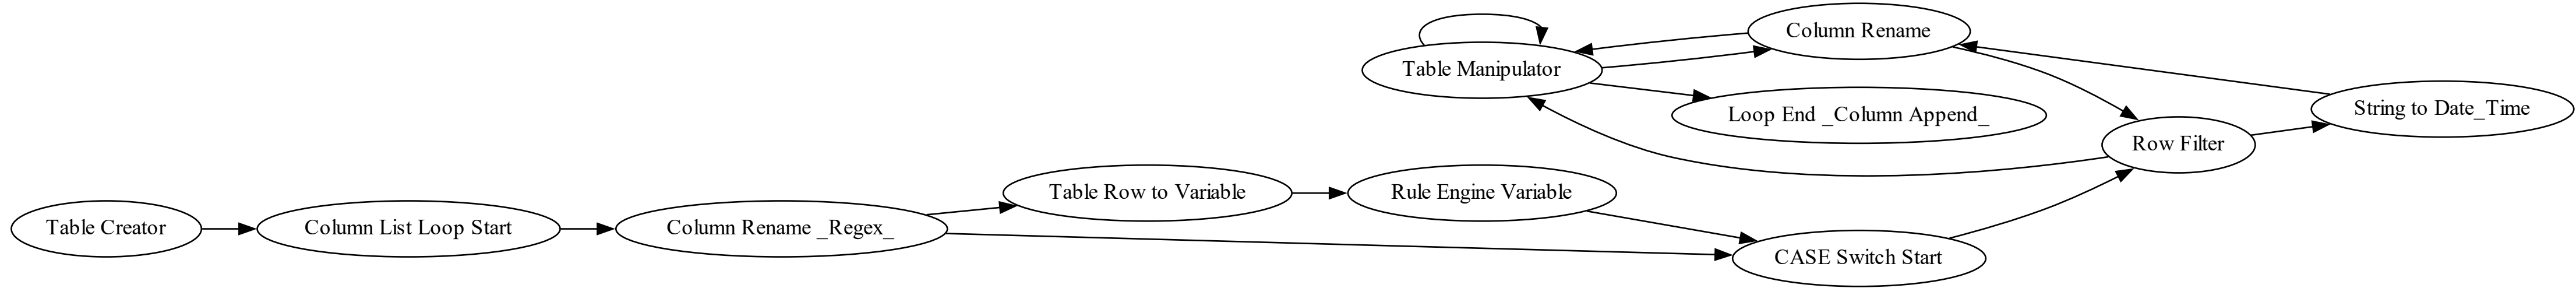 Column Rename
Table Manipulator
String to Date_Time
Loop End _Column Append_
Row Filter
Table Row to Variable
Rule Engine Variable
Table Creator
Column List Loop Start
Column Rename _Regex_
CASE Switch Start